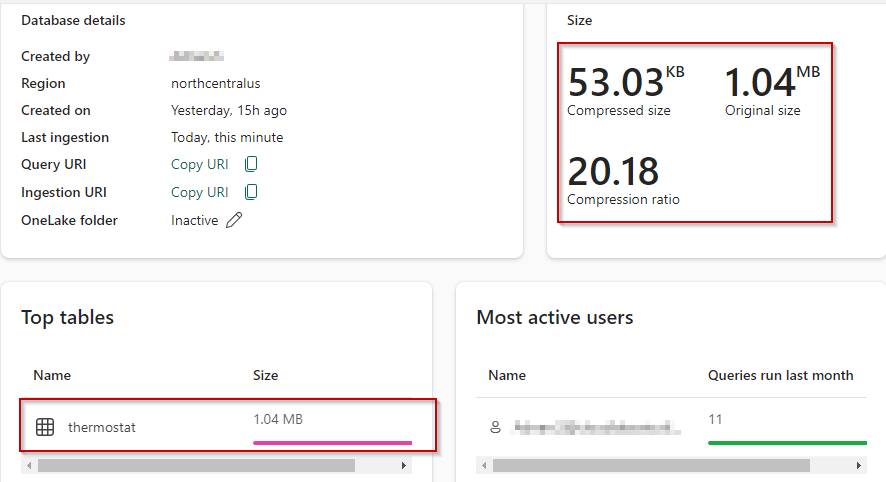 Database details
Created by
Region northcentralus
Created on Yesterday, 15h ago
Last ingestion Today, this minute
Query URI Copy URI
Ingestion URI Copy URI
OneLake folder Inactive
Size
53.03 KB 1.04 MB
Compressed size Original size
20.18
Compression ratio
Top tables
Name Size
thermostat 1.04 MB
Most active users
Name Queries run last month
11